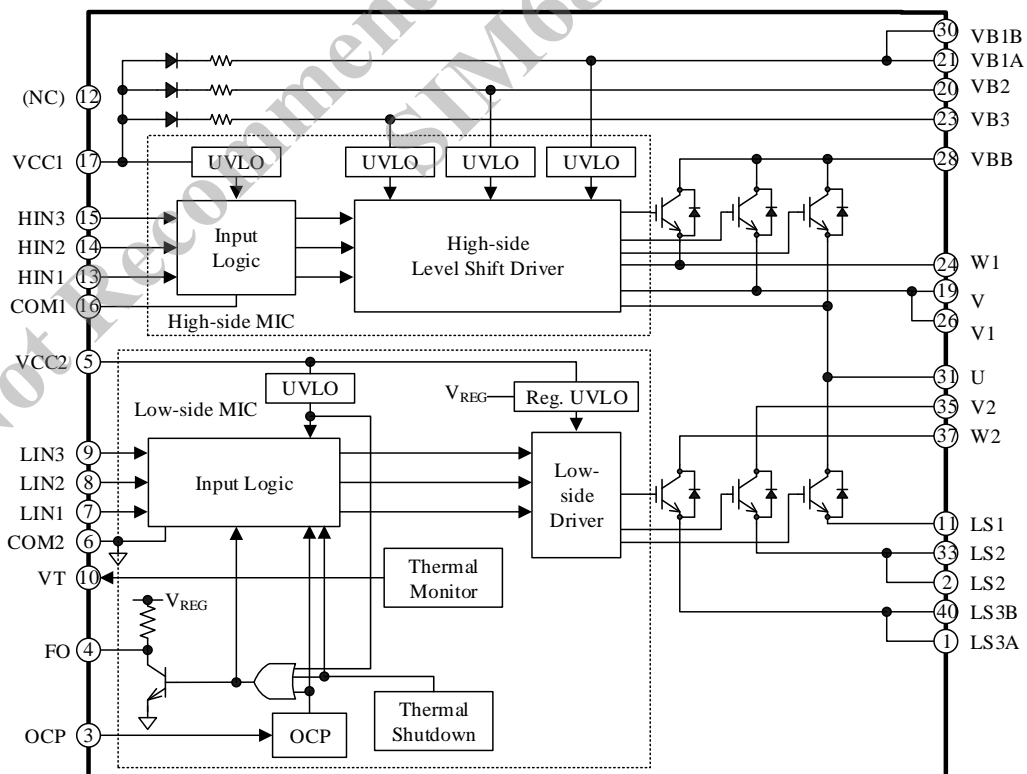 Not Recommen
SIM68
30 VB1B
21 VB1A
(NC) 12
20 VB2
23 VB3
VCC1 17
UVLO
UVLO
UVLO
UVLO
28 VBB
HIN3 15
HIN2 14
HIN1 13
COM1 16
Input
Logic
High-side
Level Shift Driver
High-side MIC
24 W1
19 V
26 V1
VCC2 5
UVLO
VREG
Reg. UVLO
Low-side MIC
31 U
35 V2
37 W2
LIN3 9
LIN2 8
LIN1 7
COM2 6
Input Logic
Low-
side
Driver
11 LS1
33 LS2
2 LS2
40 LS3B
1 LS3A
VT 10
Thermal
Monitor
VREG
FO 4
Thermal
Shutdown
OCP 3
OCP